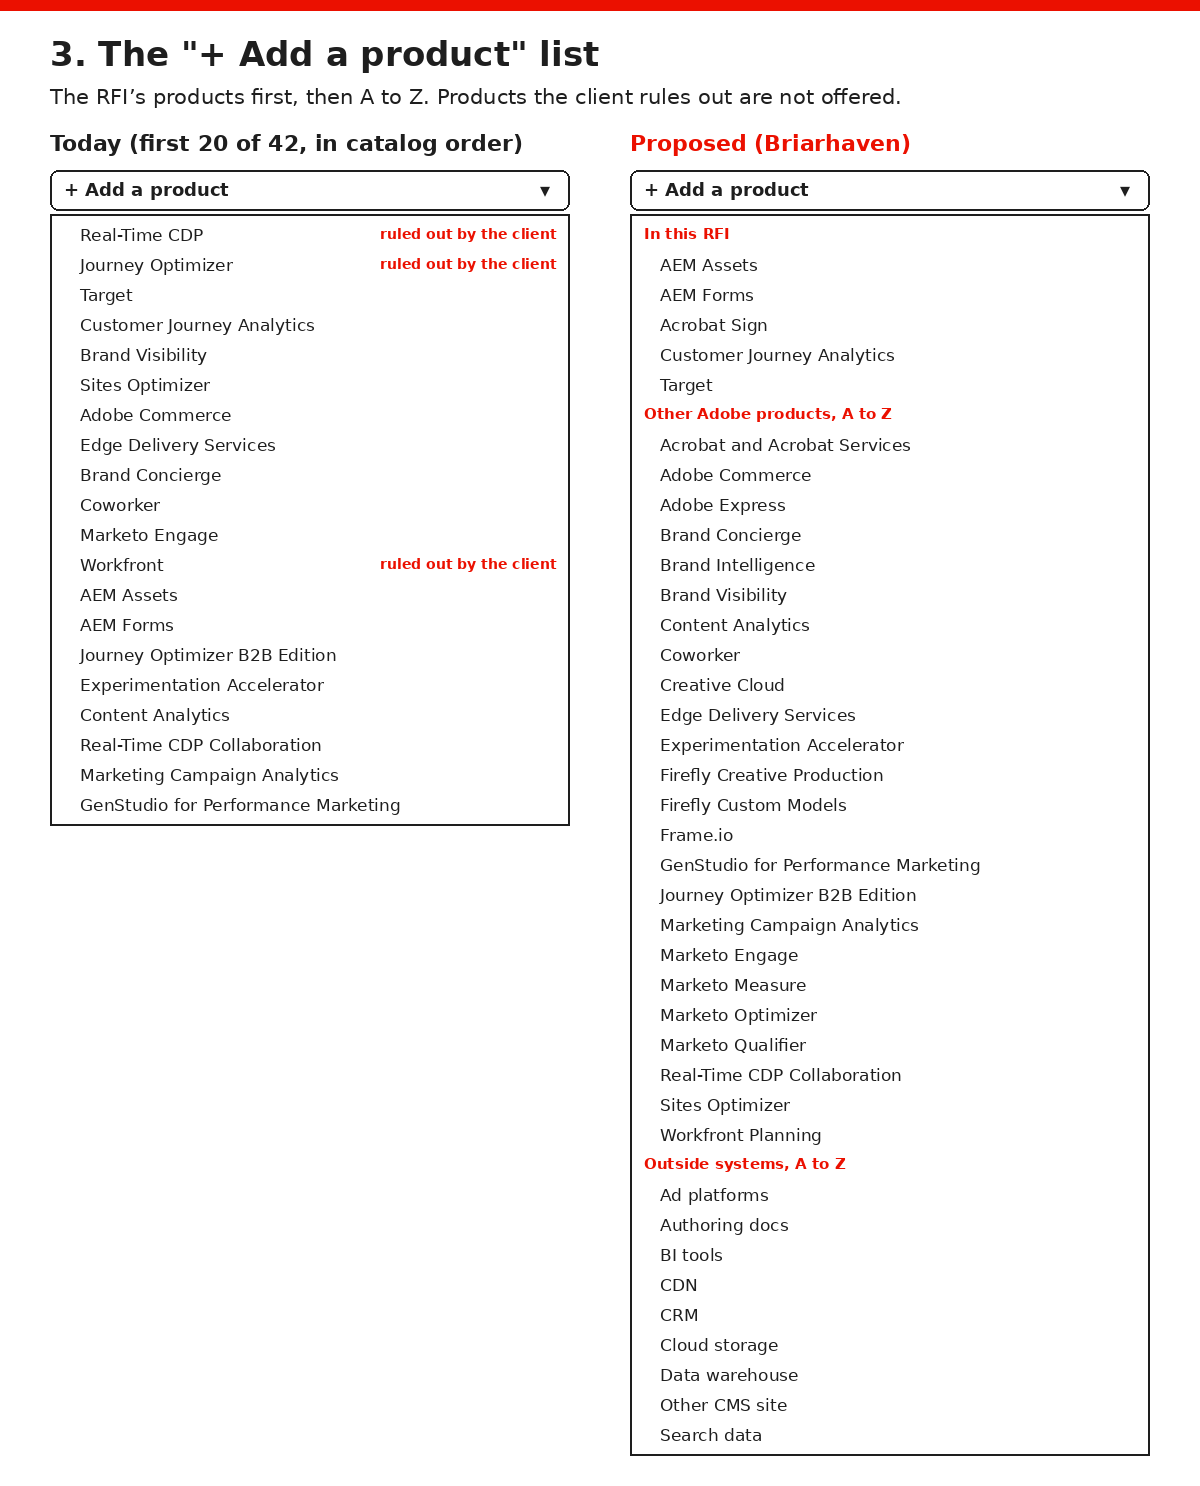 3. The "+ Add a product" list
The RFI’s products first, then A to Z. Products the client rules out are not offered.
Today (first 20 of 42, in catalog order)
+ Add a product ▼
Real-Time CDP ruled out by the client
Journey Optimizer ruled out by the client
Target
Customer Journey Analytics
Brand Visibility
Sites Optimizer
Adobe Commerce
Edge Delivery Services
Brand Concierge
Coworker
Marketo Engage
Workfront ruled out by the client
AEM Assets
AEM Forms
Journey Optimizer B2B Edition
Experimentation Accelerator
Content Analytics
Real-Time CDP Collaboration
Marketing Campaign Analytics
GenStudio for Performance Marketing
Proposed (Briarhaven)
+ Add a product ▼
In this RFI
AEM Assets
AEM Forms
Acrobat Sign
Customer Journey Analytics
Target
Other Adobe products, A to Z
Acrobat and Acrobat Services
Adobe Commerce
Adobe Express
Brand Concierge
Brand Intelligence
Brand Visibility
Content Analytics
Coworker
Creative Cloud
Edge Delivery Services
Experimentation Accelerator
Firefly Creative Production
Firefly Custom Models
Frame.io
GenStudio for Performance Marketing
Journey Optimizer B2B Edition
Marketing Campaign Analytics
Marketo Engage
Marketo Measure
Marketo Optimizer
Marketo Qualifier
Real-Time CDP Collaboration
Sites Optimizer
Workfront Planning
Outside systems, A to Z
Ad platforms
Authoring docs
BI tools
CDN
CRM
Cloud storage
Data warehouse
Other CMS site
Search data